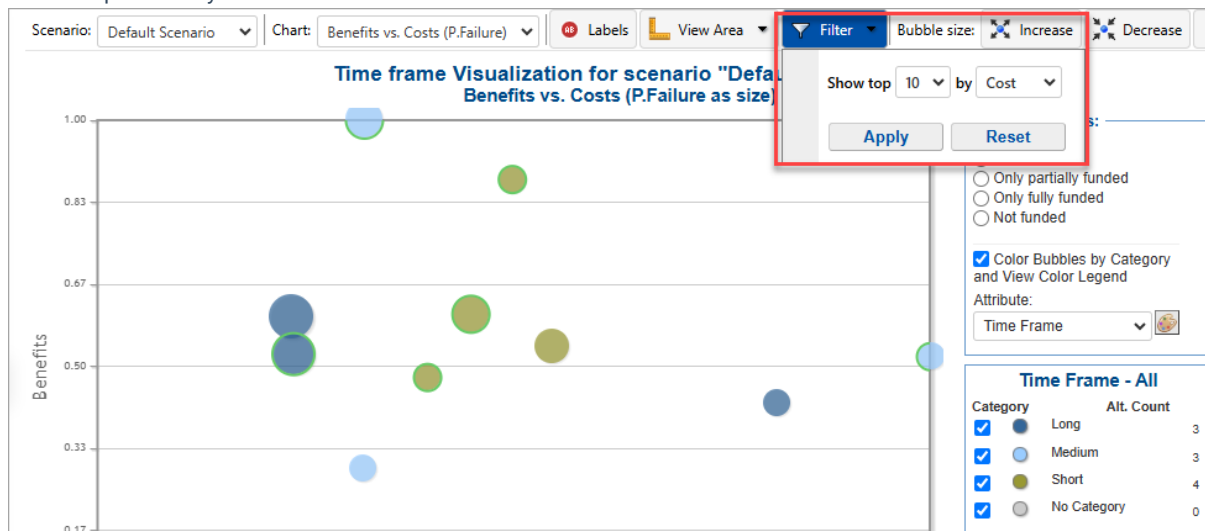 Scenario: Default Scenario Chart: Benefits vs. Costs (P.Failure) AB Labels View Area Filter Bubble size: Increase Decrease
Show top 10 by Cost
Apply Reset
Time frame Visualization for scenario "Defau
Benefits vs. Costs (P.Failure as size)
1.00
0.83
0.67
0.50
0.33
0.17
Benefits
s:
Only partially funded
Only fully funded
Not funded
Color Bubbles by Category
and View Color Legend
Attribute:
Time Frame
Time Frame - All
Category Alt. Count
Long 3
Medium 3
Short 4
No Category 0